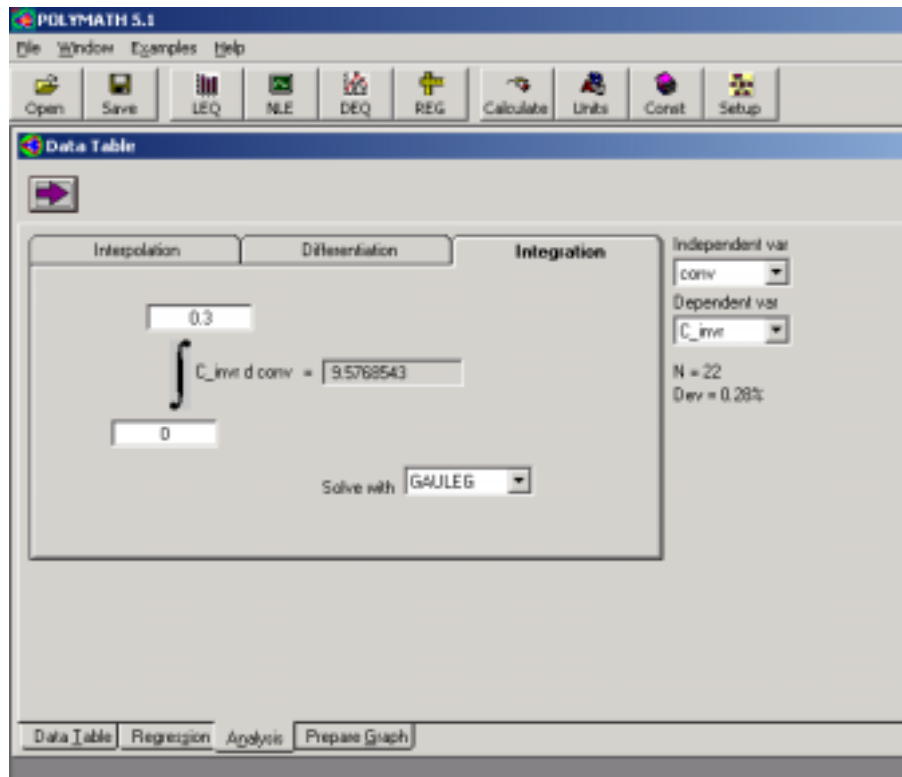 POLYMATH 5.1
File Window Examples Help
Open Save LEQ NLE DEQ REG Calculate Units Const Setup
Data Table
Interpolation Differentiation Integration
Independent var
conv
Dependent var
C_invr
N = 22
Dev = 0.28%
0.3
C_invr d conv = 9.5768543
0
Solve with GAULEG
Data Table Regression Analysis Prepare Graph